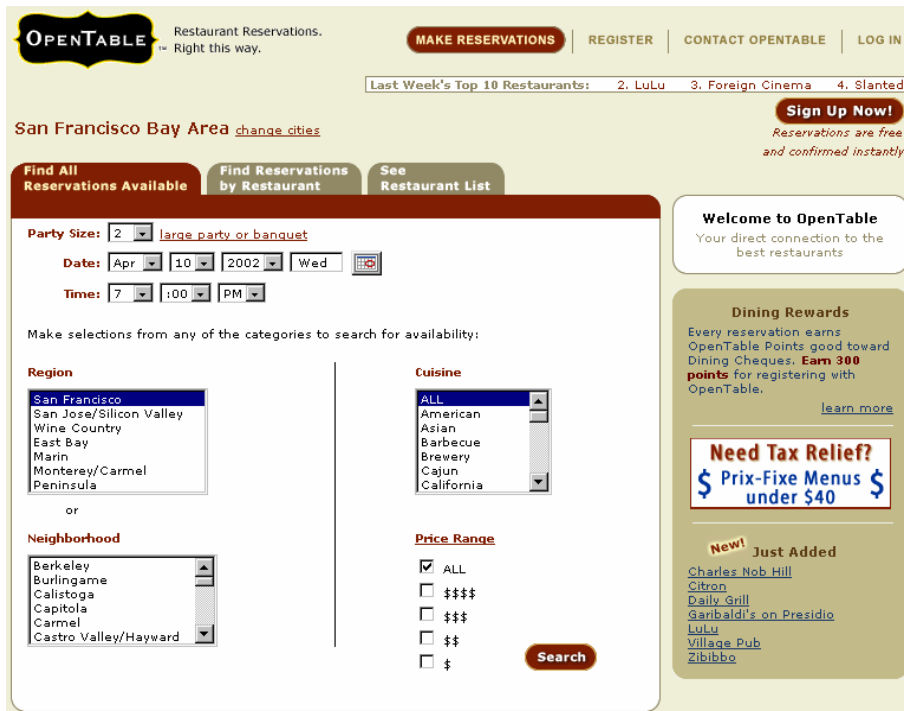 OPENTABLE™
Restaurant Reservations.
Right this way.
MAKE RESERVATIONS
REGISTER
CONTACT OPENTABLE
LOG IN
Last Week's Top 10 Restaurants: 2. LuLu 3. Foreign Cinema 4. Slanted
San Francisco Bay Area change cities
Sign Up Now!
Reservations are free
and confirmed instantly
Find All
Reservations Available
Find Reservations
by Restaurant
See
Restaurant List
Party Size: 2 large party or banquet
Date: Apr 10 2002 Wed
Time: 7 :00 PM
Make selections from any of the categories to search for availability:
Region
San Francisco
San Jose/Silicon Valley
Wine Country
East Bay
Marin
Monterey/Carmel
Peninsula
or
Neighborhood
Berkeley
Burlingame
Calistoga
Capitola
Carmel
Castro Valley/Hayward
Cuisine
ALL
American
Asian
Barbecue
Brewery
Cajun
California
Price Range
ALL
$$$$
$$$
$$
$
Search
Welcome to OpenTable
Your direct connection to the
best restaurants
Dining Rewards
Every reservation earns
OpenTable Points good toward
Dining Cheques. Earn 300
points for registering with
OpenTable.
learn more
Need Tax Relief?
$ Prix-Fixe Menus $
under $40
New! Just Added
Charles Nob Hill
Citron
Daily Grill
Garibaldi's on Presidio
LuLu
Village Pub
Zibibbo